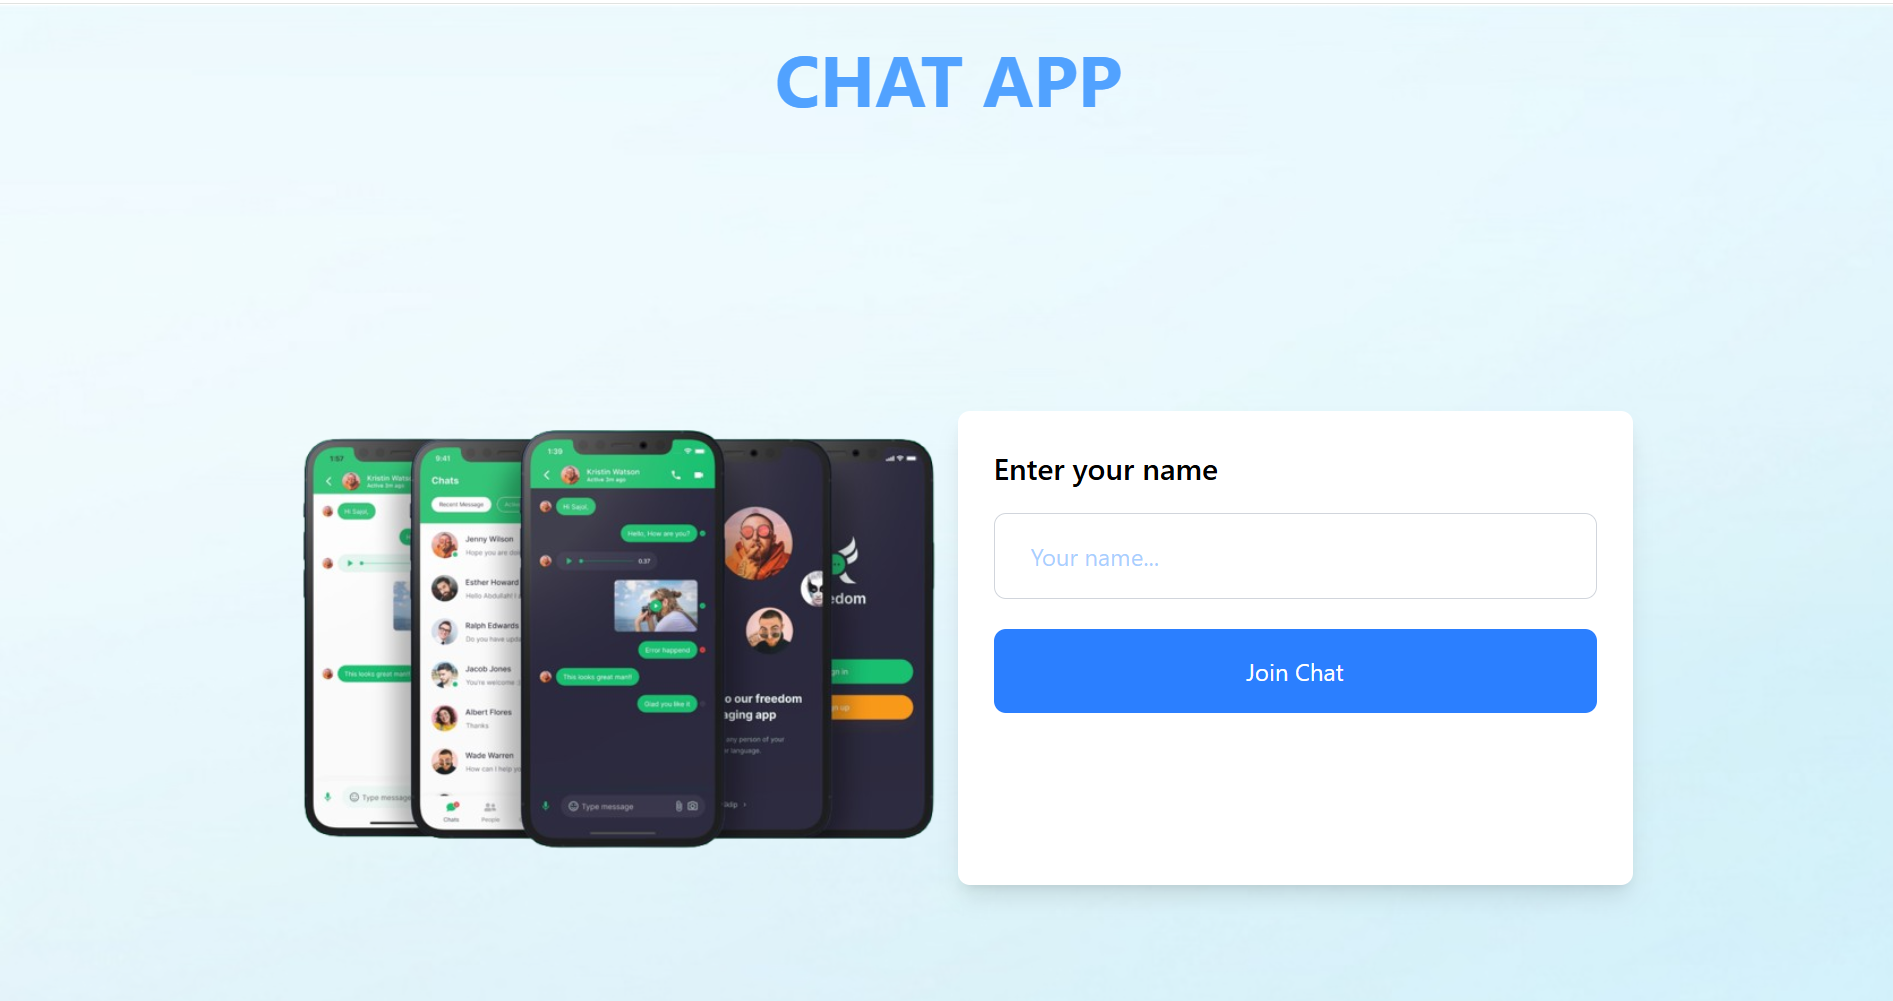 CHAT APP
1:57
Kristin Wats
Active 2m ago
Hi Sajol,
This looks great man!!
Type message
9:41
Chats
Recent Message
Jenny Wilson
Hope you are doi
Esther Howard
Hello Abdullah! I
Ralph Edwards
Do you have upd
Jacob Jones
You're welcome :
Albert Flores
Thanks
Wade Warren
How can I help yo
Chats
People
1:39
Kristin Watson
Active 2m ago
Hi Sajol,
Hello, How are you?
0.37
Error happend
This looks great man!!
Glad you like it
Type message
o our freedom
aging app
any person of your
r language.
Skip
edom
gn in
gn up
Enter your name
Your name...
Join Chat